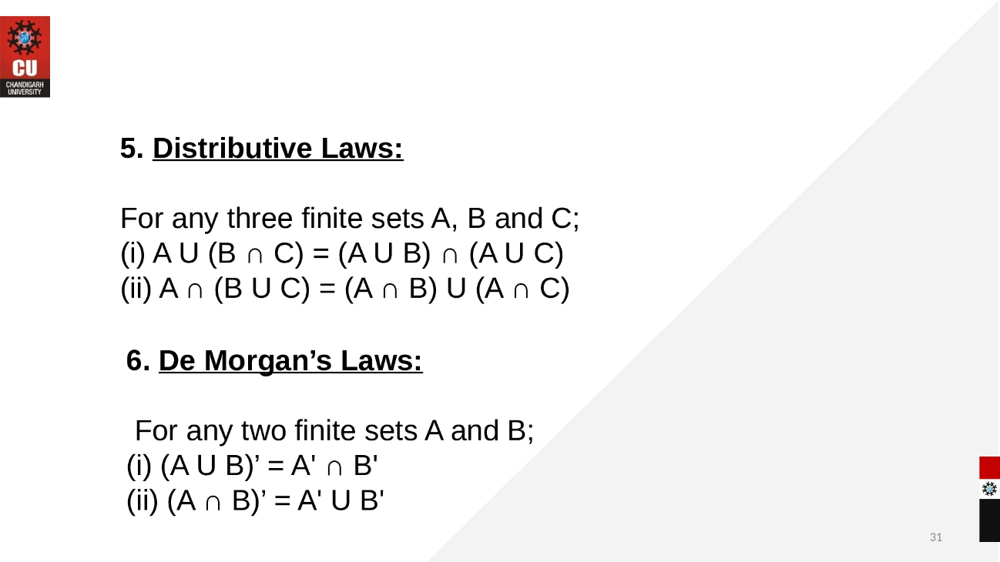 CU
CHANDIGARH
UNIVERSITY
5. Distributive Laws:
For any three finite sets A, B and C;
(i) A U (B ∩ C) = (A U B) ∩ (A U C)
(ii) A ∩ (B U C) = (A ∩ B) U (A ∩ C)
6. De Morgan’s Laws:
For any two finite sets A and B;
(i) (A U B)’ = A' ∩ B'
(ii) (A ∩ B)’ = A' U B'
31